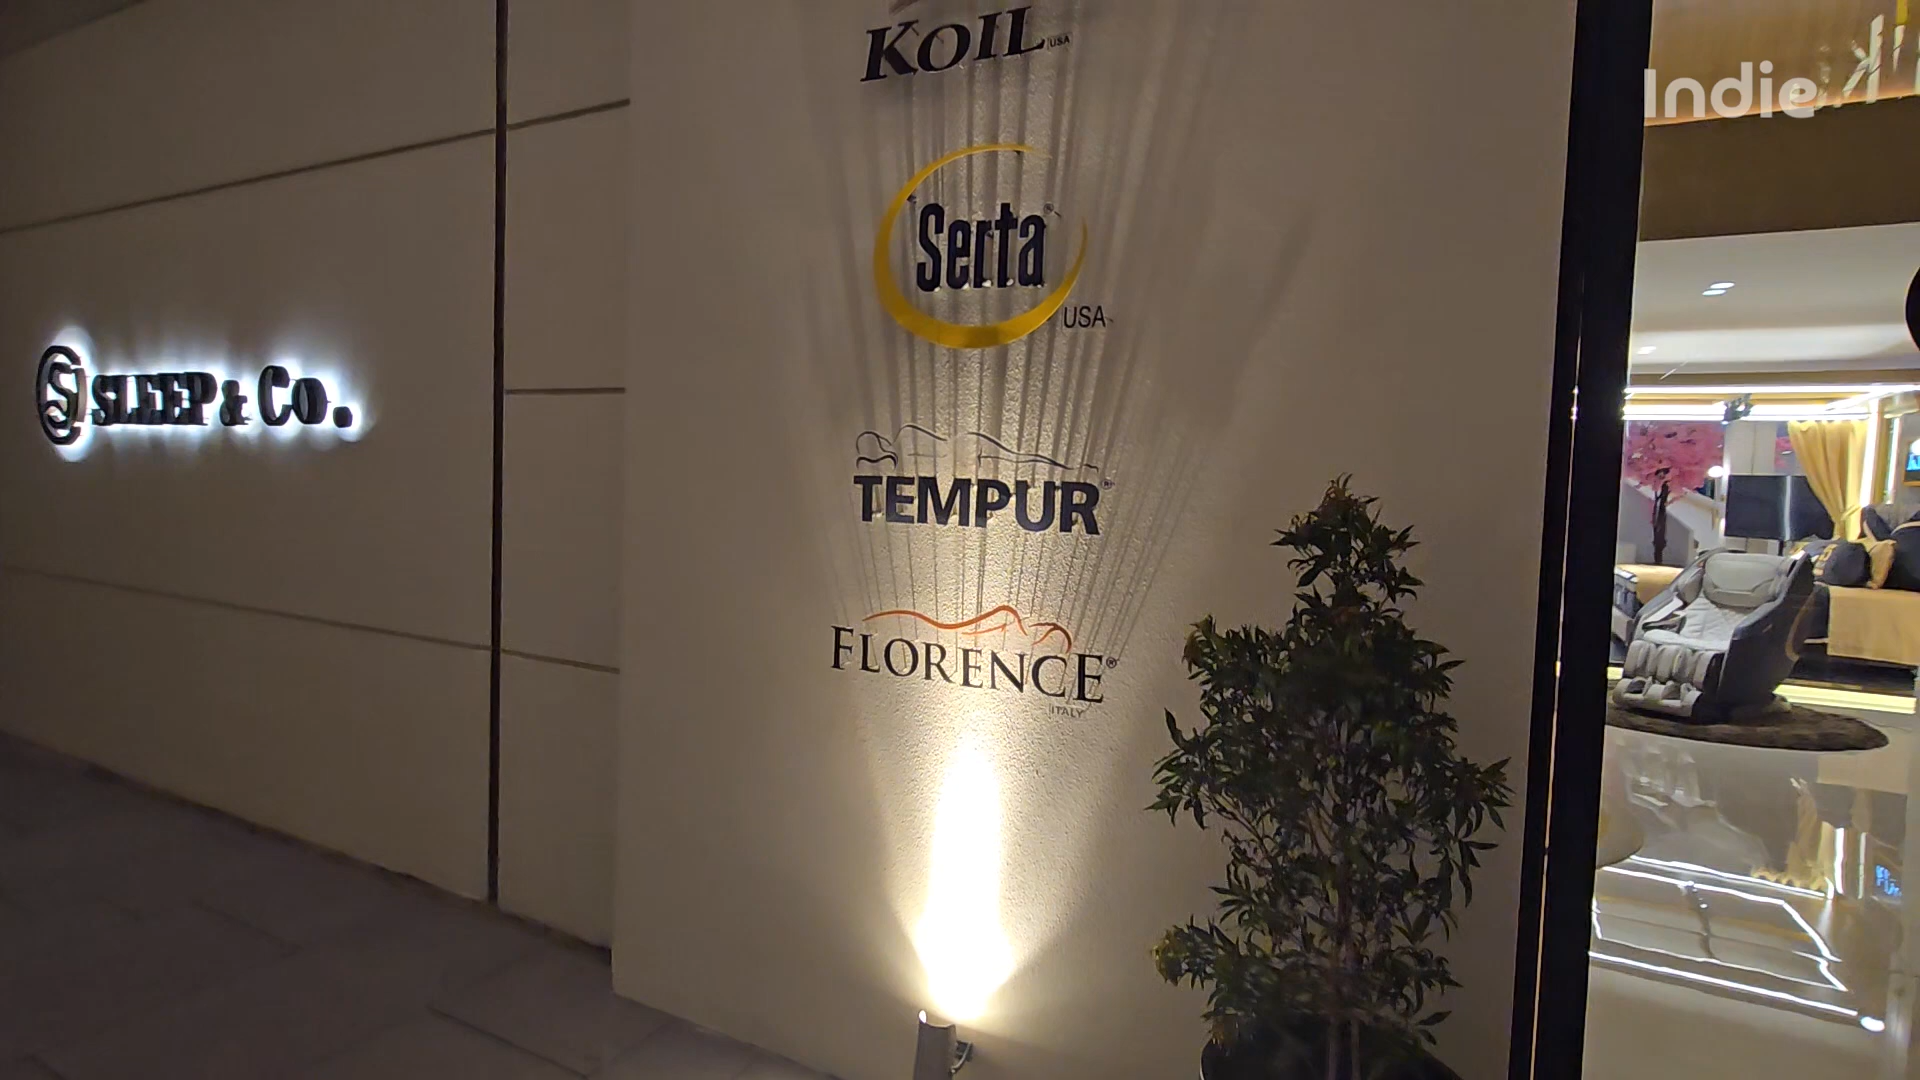 KOIL USA
Indie
Serta®
USA
SLEEP & Co.
TEMPUR®
FLORENCE®
ITALY